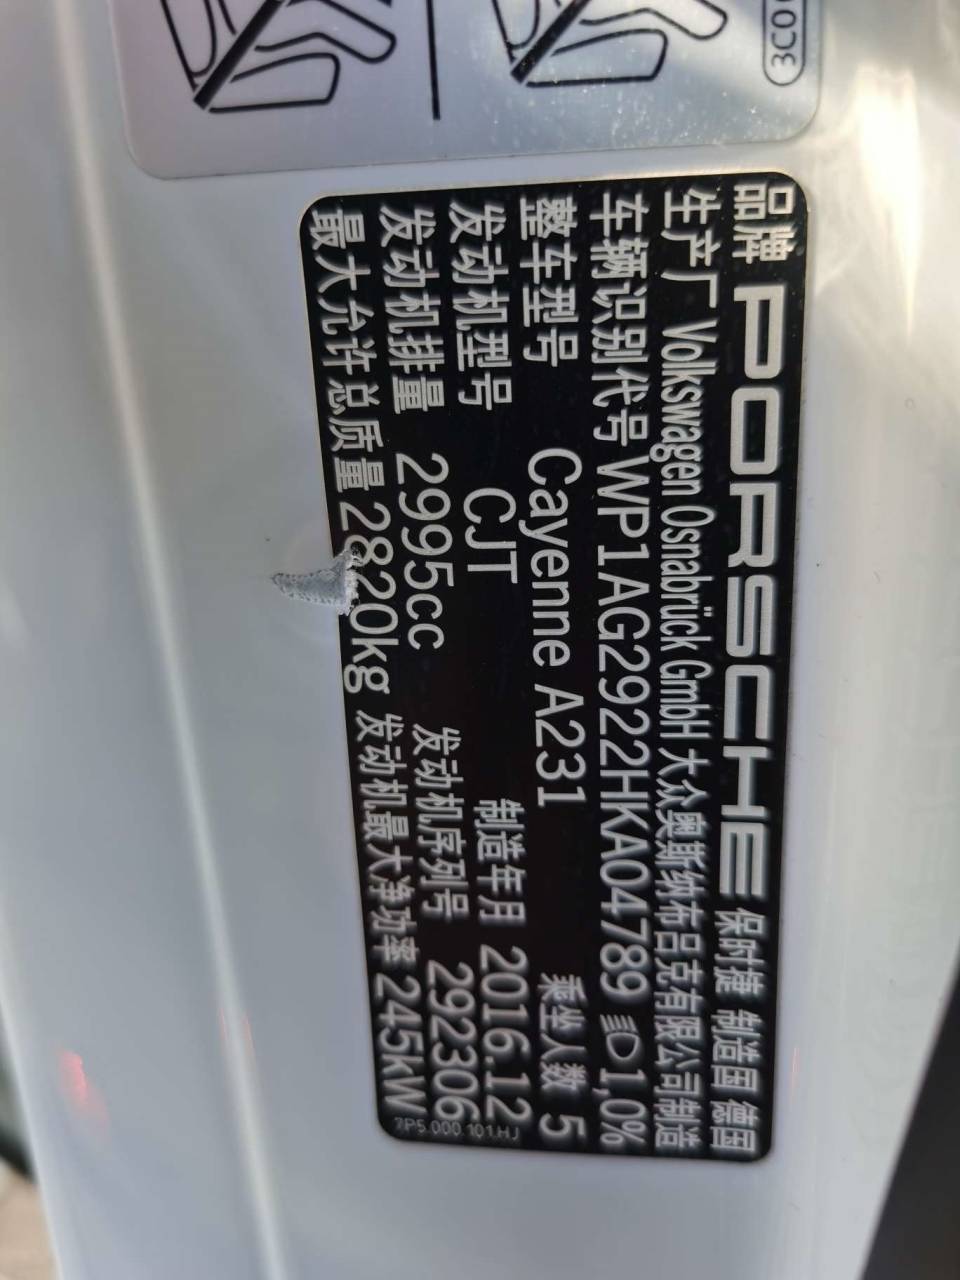 3C0
品牌 PORSCHE 保时捷 制造国 德国
生产厂 Volkswagen Osnabrück GmbH 大众奥斯纳布吕克有限公司制造
车辆识别代号 WP1AG2922HKA04789 1,0%
整车型号 Cayenne A231 乘坐人数 5
发动机型号 CJT 制造年月 2016.12
发动机排量 2995cc 发动机序列号 292306
最大允许总质量 2820kg 发动机最大净功率 245kW
7P5.000.101.HJ